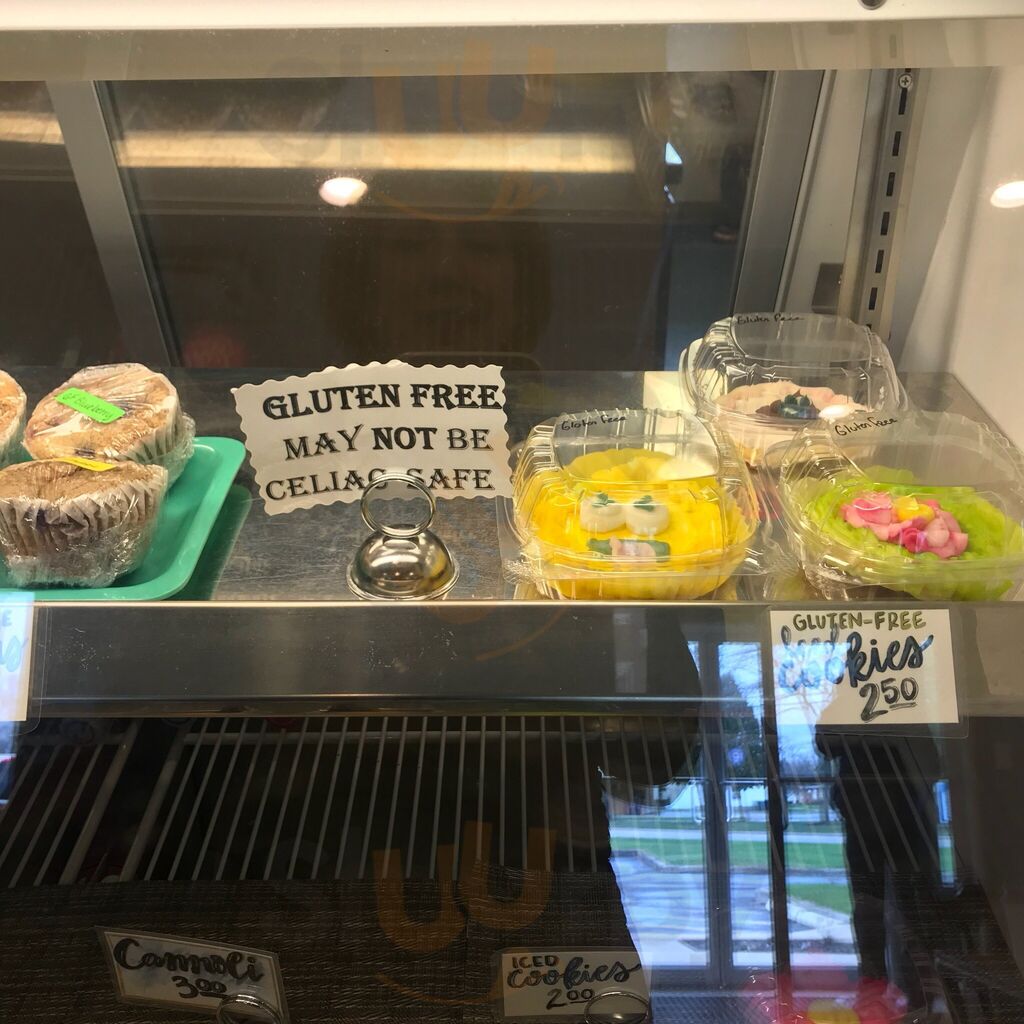 GLUTEN FREE
MAY NOT BE
CELIAC SAFE
Gluten Free
Gluten Free
Gluten Free
GLUTEN-FREE
Iced
cookies
2.50
Cannoli
3.00
ICED
cookies
2.00